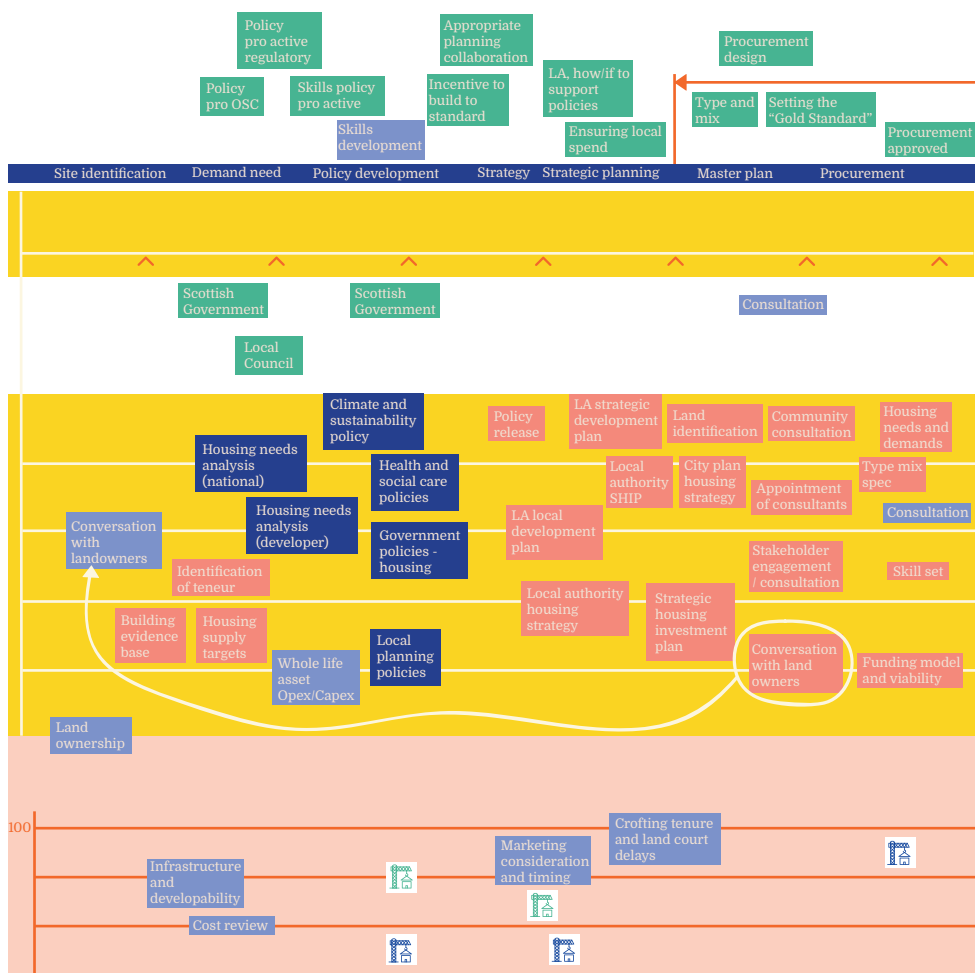 Policy
pro active
regulatory
Appropriate
planning
collaboration
Procurement
design
Policy
pro OSC
Skills policy
pro active
Incentive to
build to
standard
LA, how/if to
support
policies
Type and
mix
Setting the
“Gold Standard”
Skills
development
Ensuring local
spend
Procurement
approved
Site identification
Demand need
Policy development
Strategy
Strategic planning
Master plan
Procurement
Scottish
Government
Scottish
Government
Consultation
Local
Council
Climate and
sustainability
policy
Policy
release
LA strategic
development
plan
Land
identification
Community
consultation
Housing
needs and
demands
Housing needs
analysis
(national)
Health and
social care
policies
Local
authority
SHIP
City plan
housing
strategy
Type mix
spec
Appointment
of consultants
Housing needs
analysis
(developer)
Consultation
Conversation
with
landowners
LA local
development
plan
Government
policies -
housing
Stakeholder
engagement
/ consultation
Identification
of teneur
Skill set
Local authority
housing
strategy
Strategic
housing
investment
plan
Building
evidence
base
Housing
supply
targets
Local
planning
policies
Conversation
with land
owners
Whole life
asset
Opex/Capex
Funding model
and viability
Land
ownership
100
Crofting tenure
and land court
delays
Marketing
consideration
and timing
Infrastructure
and
developability
Cost review